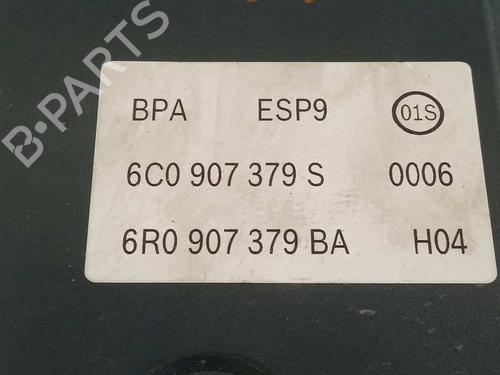 B-PARTS
BPA ESP9 01S
6C0 907 379 S 0006
6R0 907 379 BA H04